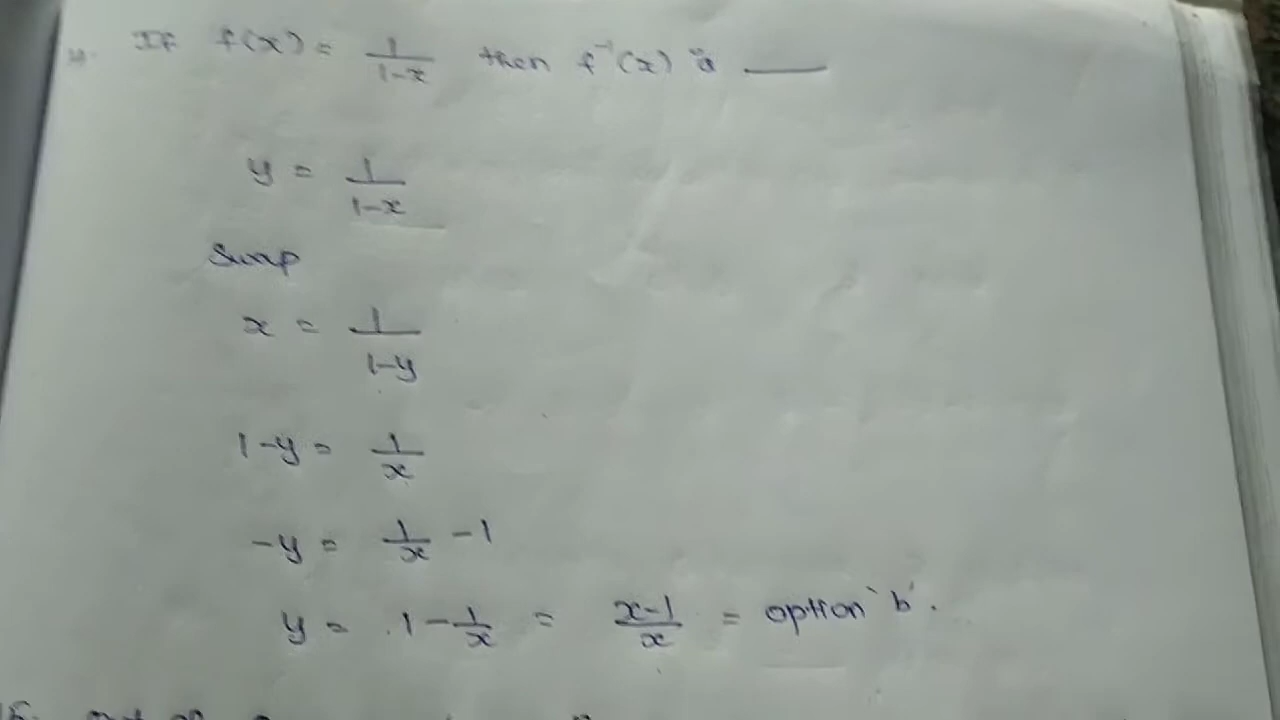 If f(x) = 1/(1-x) then f⁻¹(x) is ____
y = 1/(1-x)
Swap
x = 1/(1-y)
1-y = 1/x
-y = 1/x - 1
y = 1 - 1/x = (x-1)/x = option 'b'.